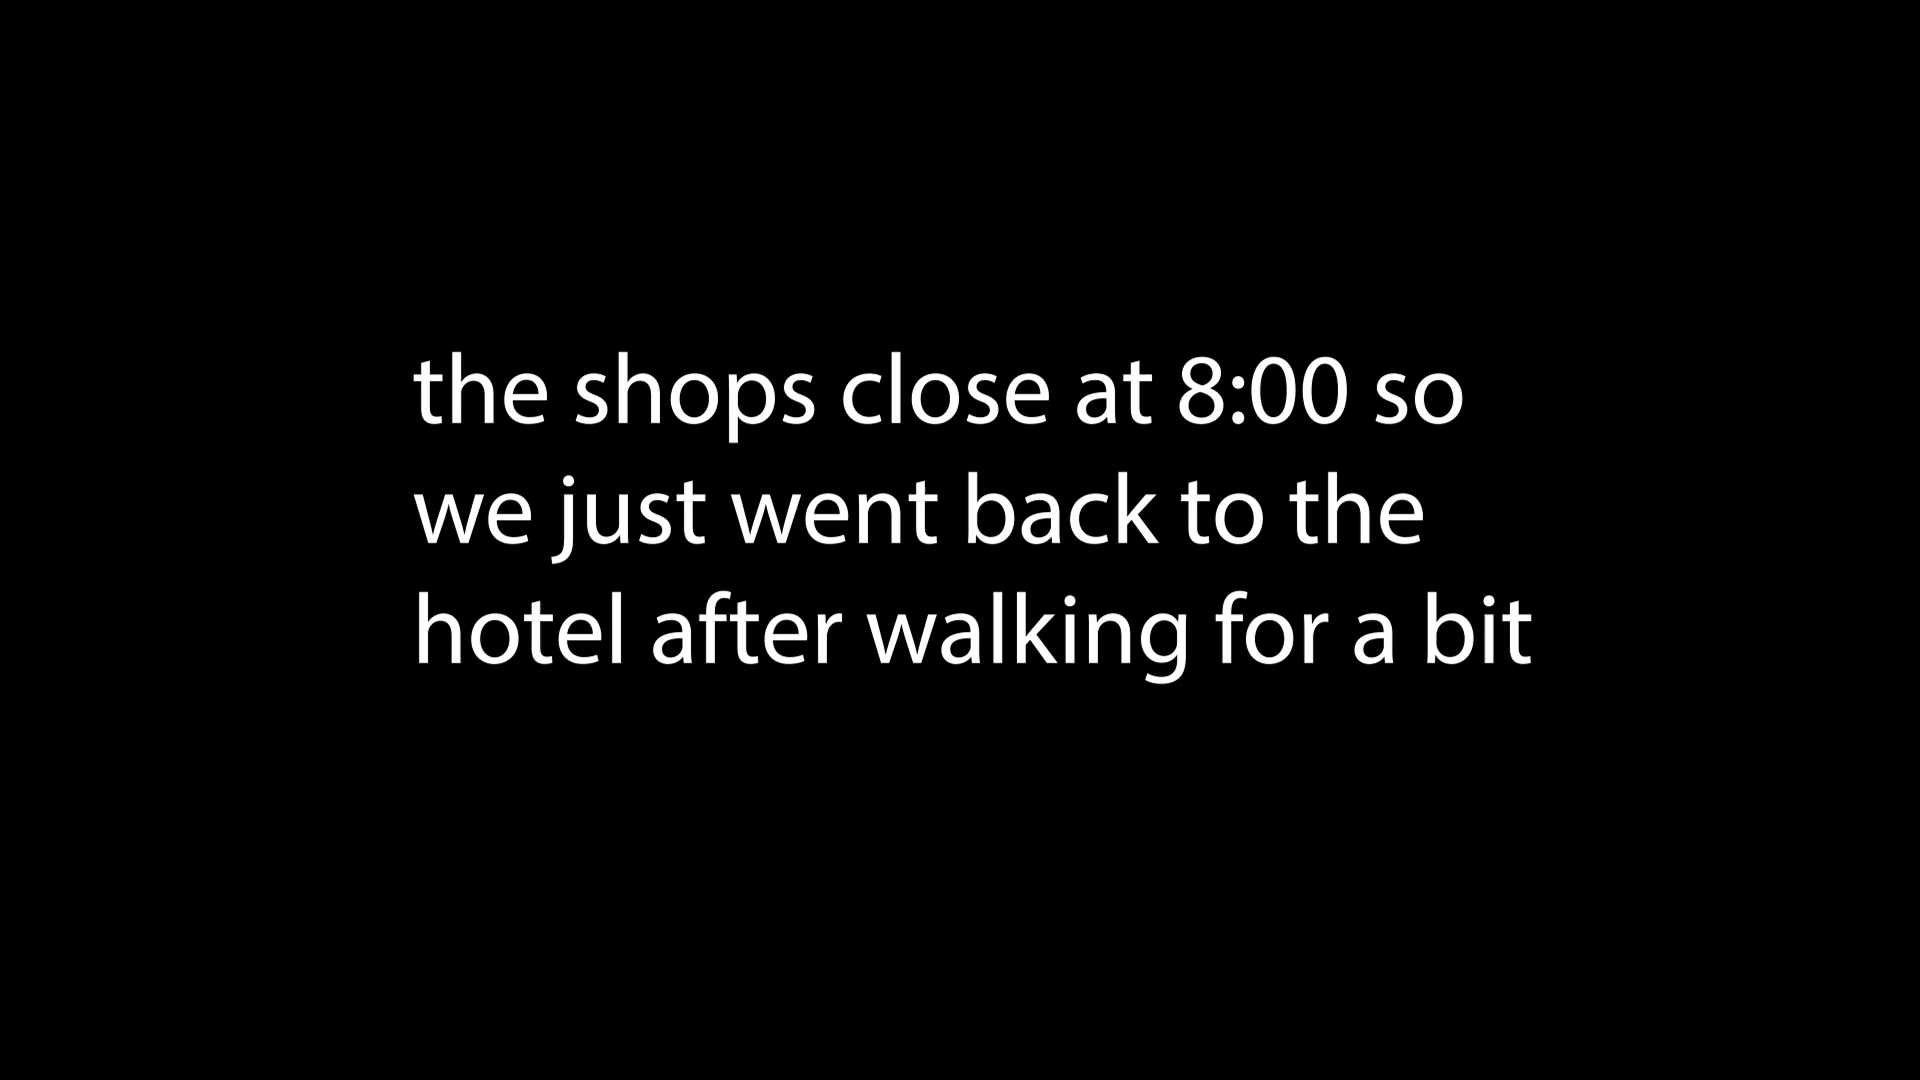 the shops close at 8:00 so
we just went back to the
hotel after walking for a bit